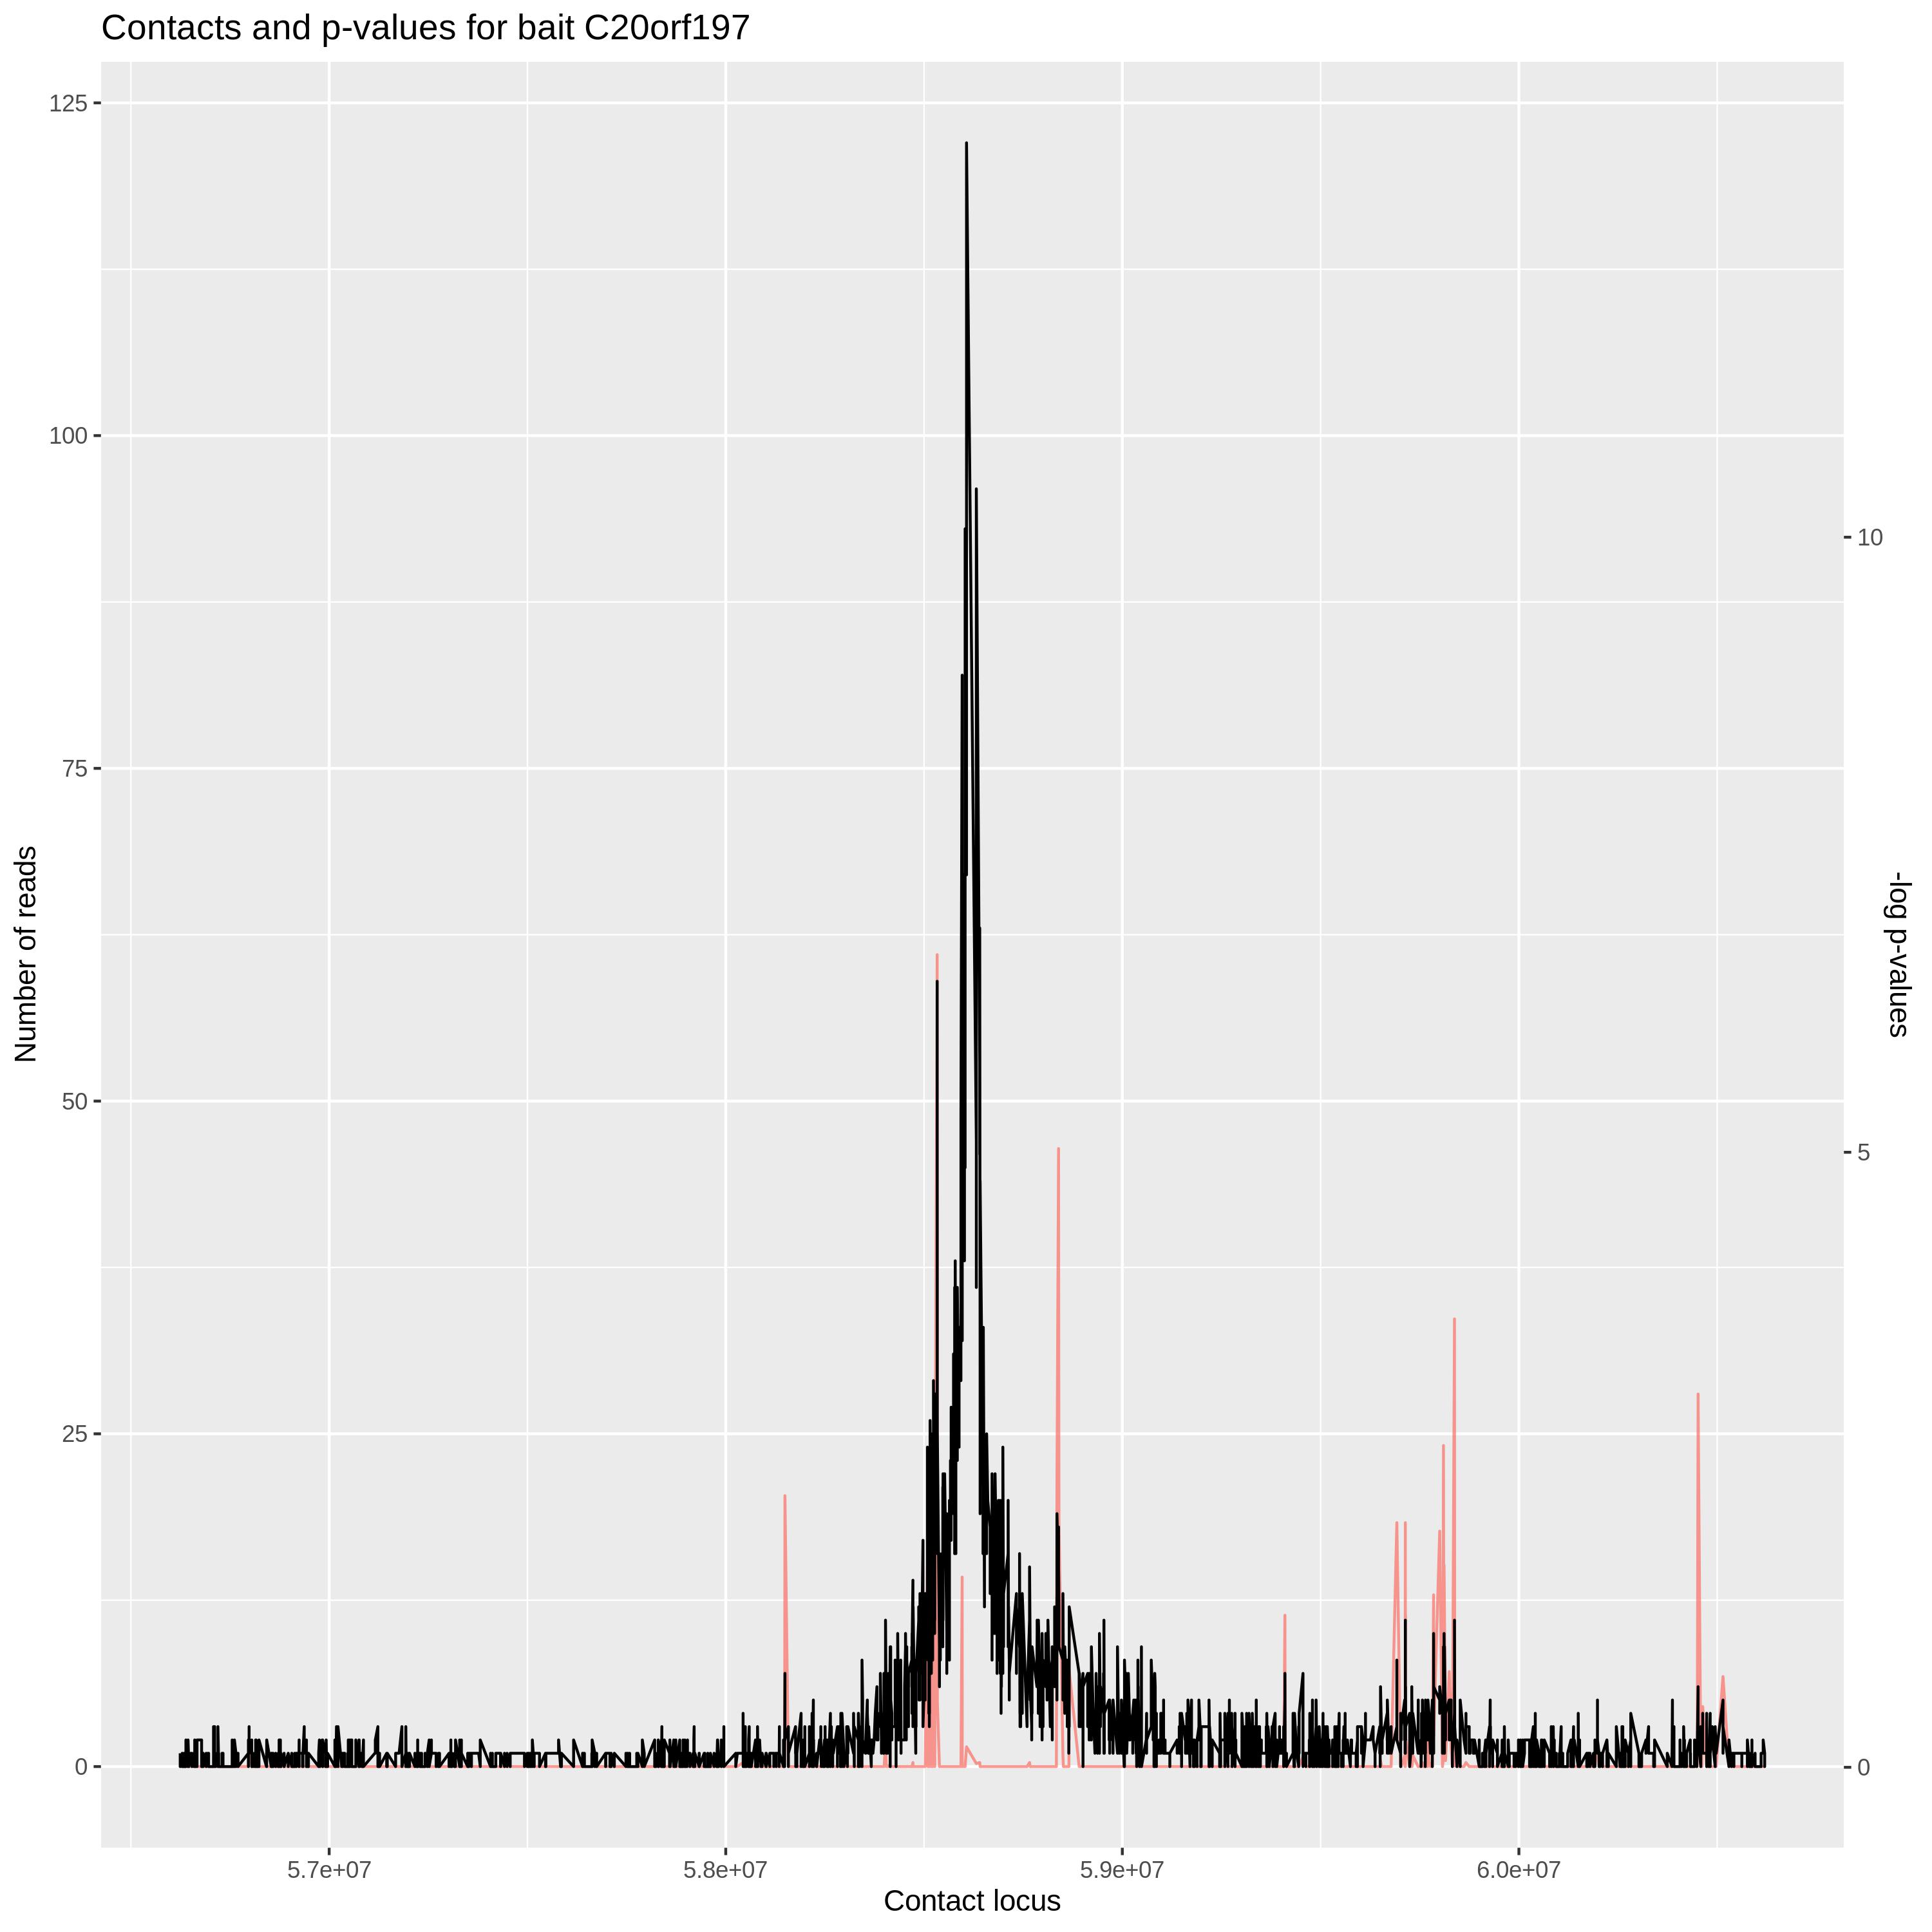 Contacts and p-values for bait C20orf197
125
100
75
50
25
0
Number of reads
10
5
0
-log p-values
5.7e+07
5.8e+07
5.9e+07
6.0e+07
Contact locus